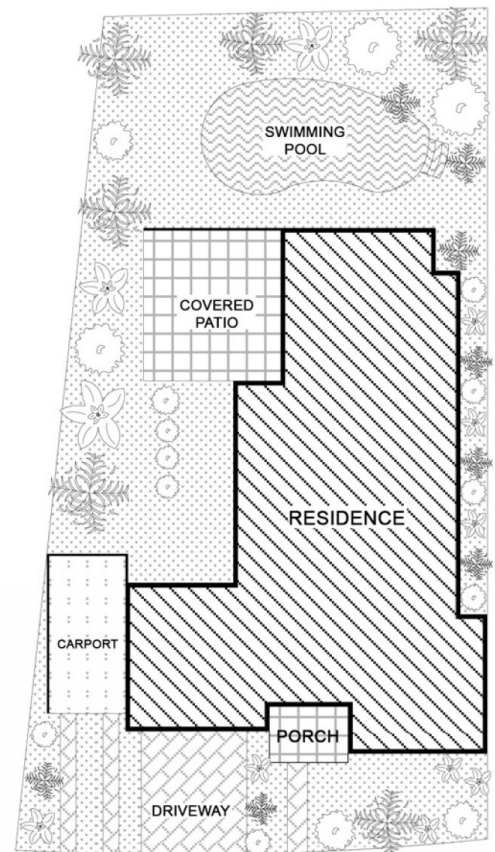 SWIMMING
POOL
COVERED
PATIO
RESIDENCE
CARPORT
PORCH
DRIVEWAY